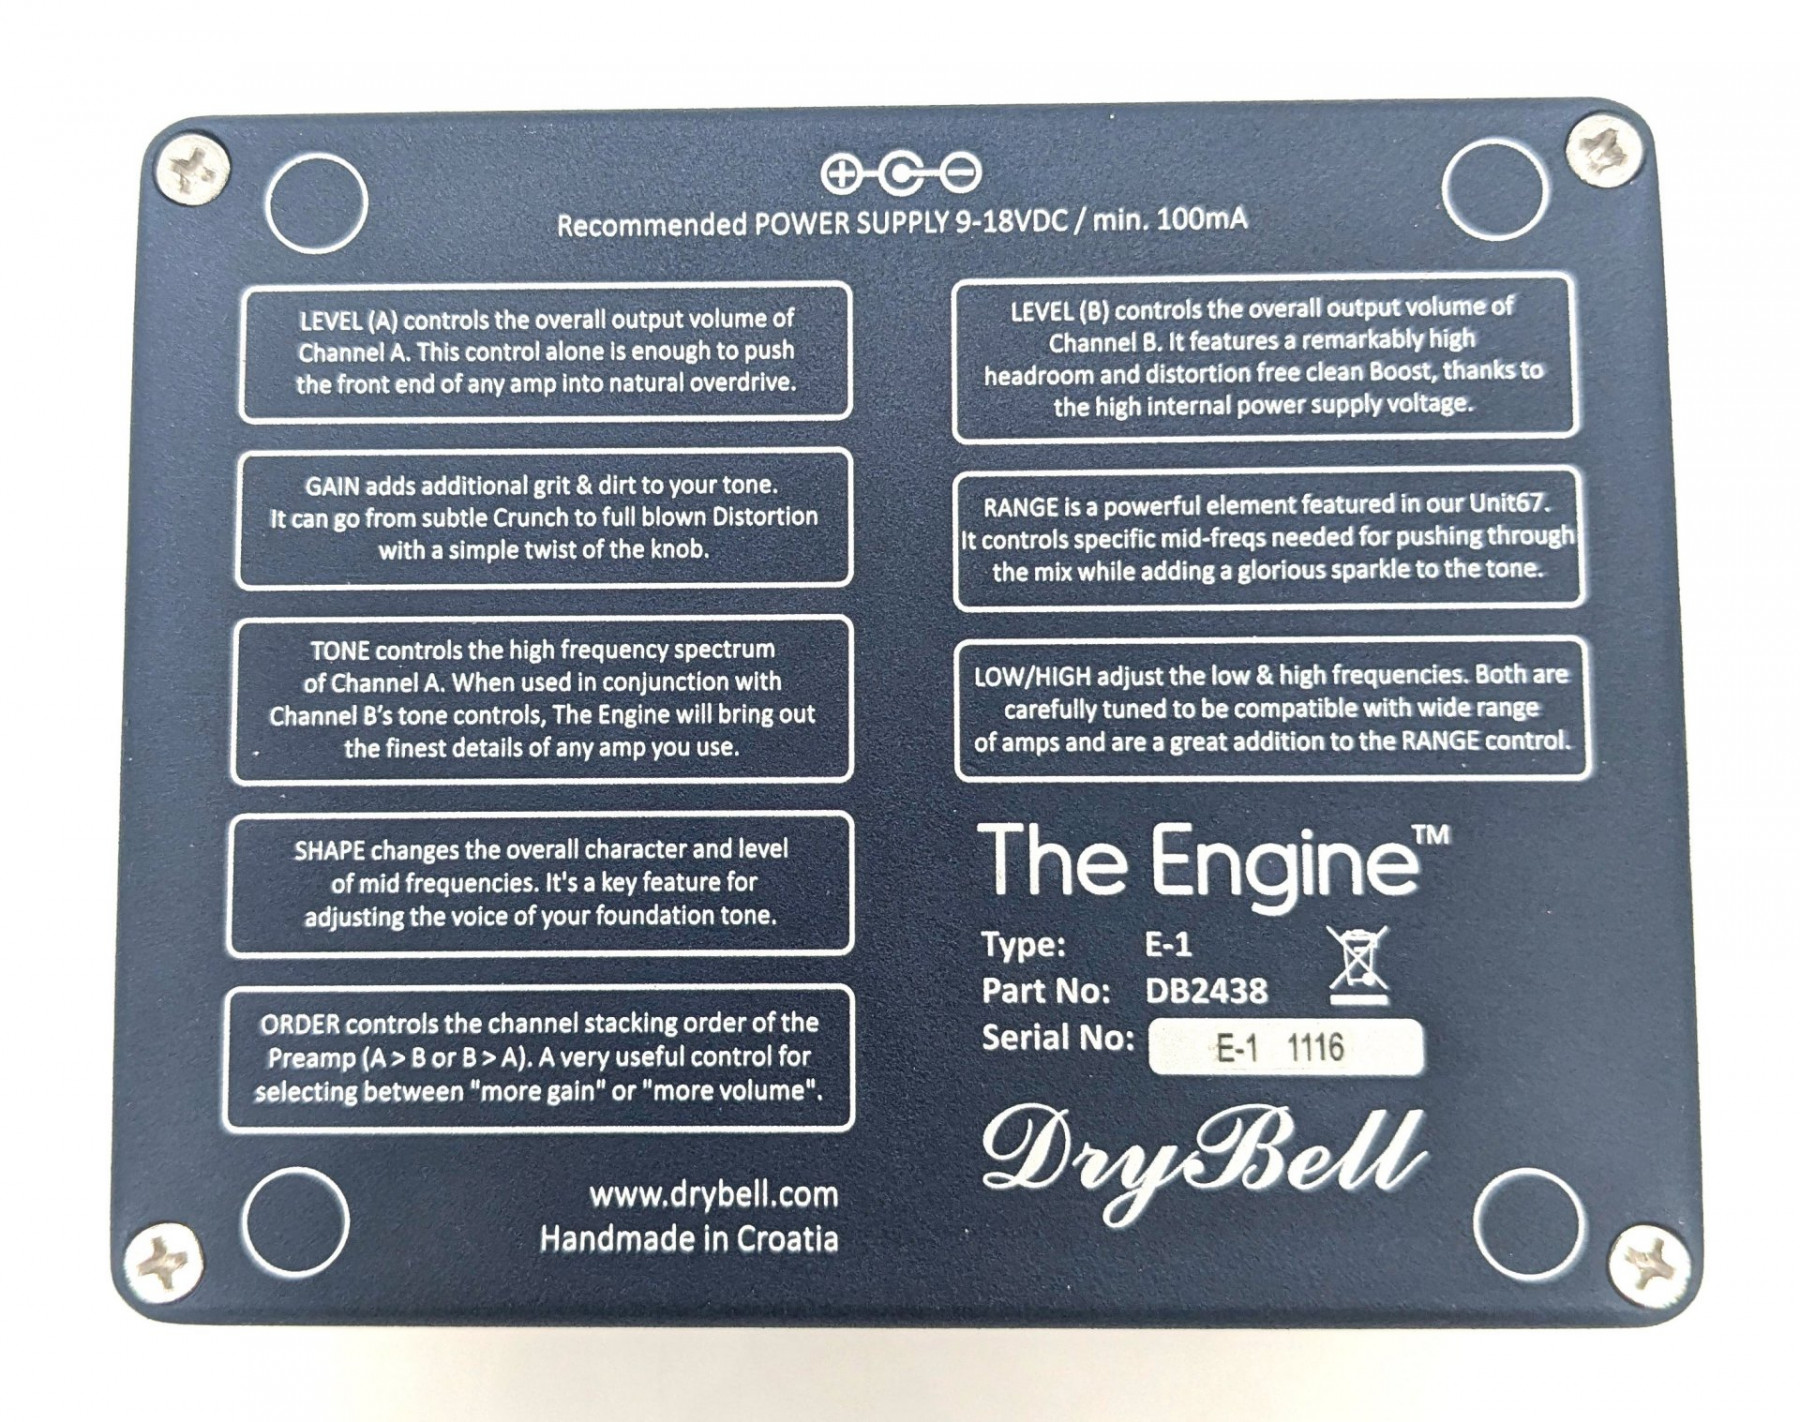 Recommended POWER SUPPLY 9-18VDC / min. 100mA
LEVEL (A) controls the overall output volume of
Channel A. This control alone is enough to push
the front end of any amp into natural overdrive.
GAIN adds additional grit & dirt to your tone.
It can go from subtle Crunch to full blown Distortion
with a simple twist of the knob.
TONE controls the high frequency spectrum
of Channel A. When used in conjunction with
Channel B's tone controls, The Engine will bring out
the finest details of any amp you use.
SHAPE changes the overall character and level
of mid frequencies. It's a key feature for
adjusting the voice of your foundation tone.
ORDER controls the channel stacking order of the
Preamp (A > B or B > A). A very useful control for
selecting between "more gain" or "more volume".
www.drybell.com
Handmade in Croatia
LEVEL (B) controls the overall output volume of
Channel B. It features a remarkably high
headroom and distortion free clean Boost, thanks to
the high internal power supply voltage.
RANGE is a powerful element featured in our Unit67.
It controls specific mid-freqs needed for pushing through
the mix while adding a glorious sparkle to the tone.
LOW/HIGH adjust the low & high frequencies. Both are
carefully tuned to be compatible with wide range
of amps and are a great addition to the RANGE control.
The Engine™
Type: E-1
Part No: DB2438
Serial No: E-1 1116
DryBell